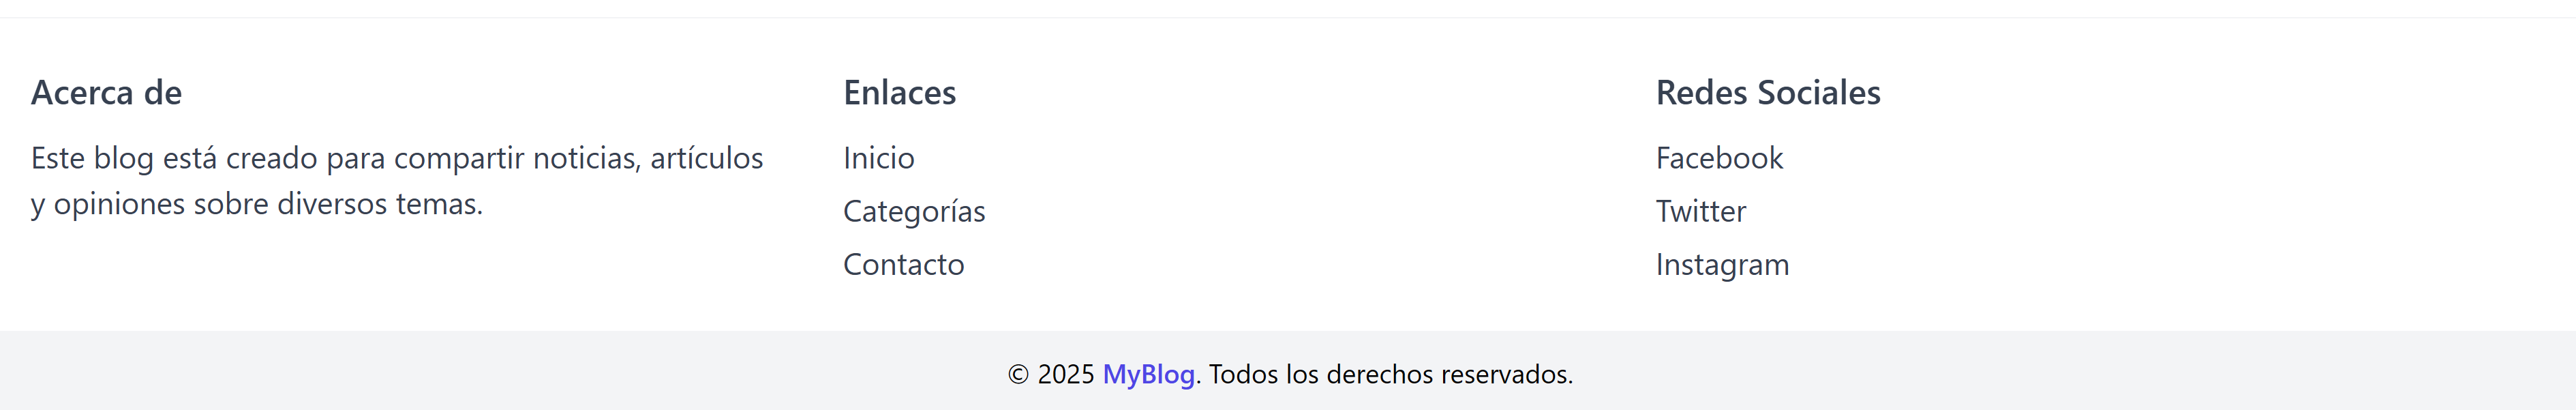 Acerca de
Este blog está creado para compartir noticias, artículos
y opiniones sobre diversos temas.
Enlaces
Inicio
Categorías
Contacto
Redes Sociales
Facebook
Twitter
Instagram
© 2025 MyBlog. Todos los derechos reservados.